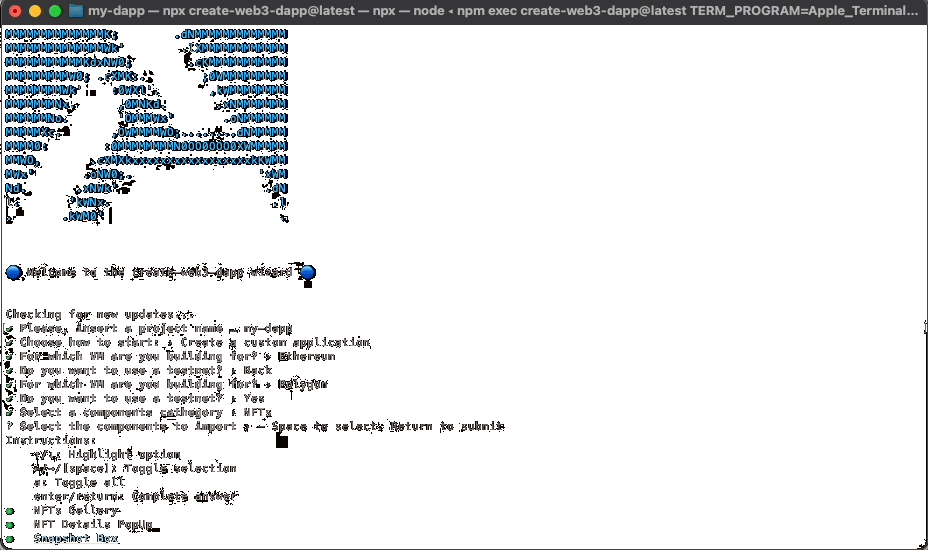 my-dapp — npx create-web3-dapp@latest — npx — node ◂ npm exec create-web3-dapp@latest TERM_PROGRAM=Apple_Terminal...
Welcome to the create-web3-dapp wizard
Checking for new updates...
✔ Please, insert a project name … my-dapp
✔ Choose how to start: › Create a custom application
✔ For which VM are you building for? › Ethereum
✔ Do you want to use a testnet? › Back
✔ For which VM are you building for? › Polygon
✔ Do you want to use a testnet? › Yes
✔ Select a components cathegory › NFTs
? Select the components to import › – Space to select. Return to submit
Instructions:
↑/↓: Highlight option
←/→/[space]: Toggle selection
a: Toggle all
enter/return: Complete answer
NFTs Gallery
NFT Details PopUp
Snapshot Box